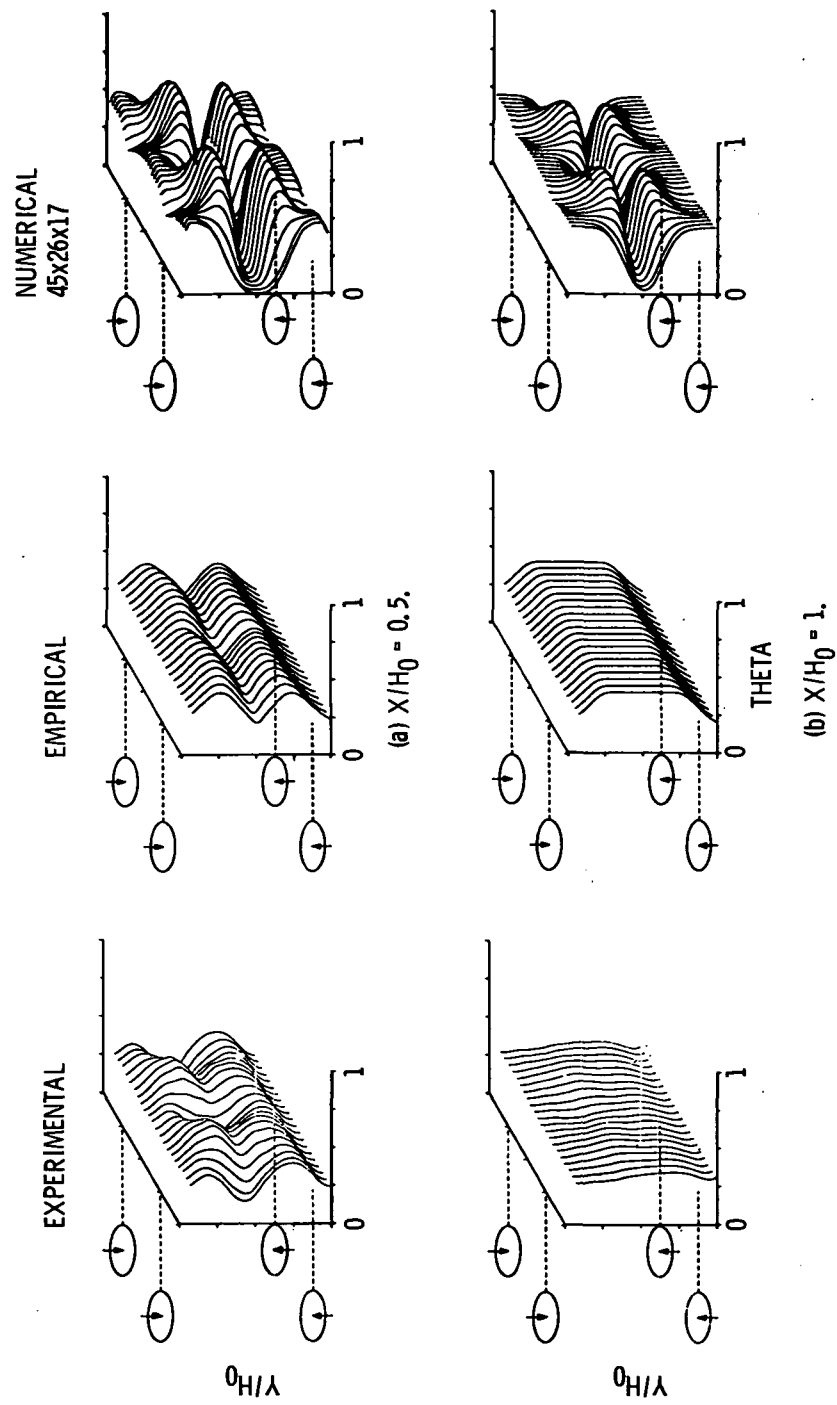 EXPERIMENTAL
EMPIRICAL
NUMERICAL
45x26x17
Y/H0
0
1
0
1
0
1
(a) X/H0 = 0.5.
Y/H0
0
1
0
1
0
1
THETA
(b) X/H0 = 1.